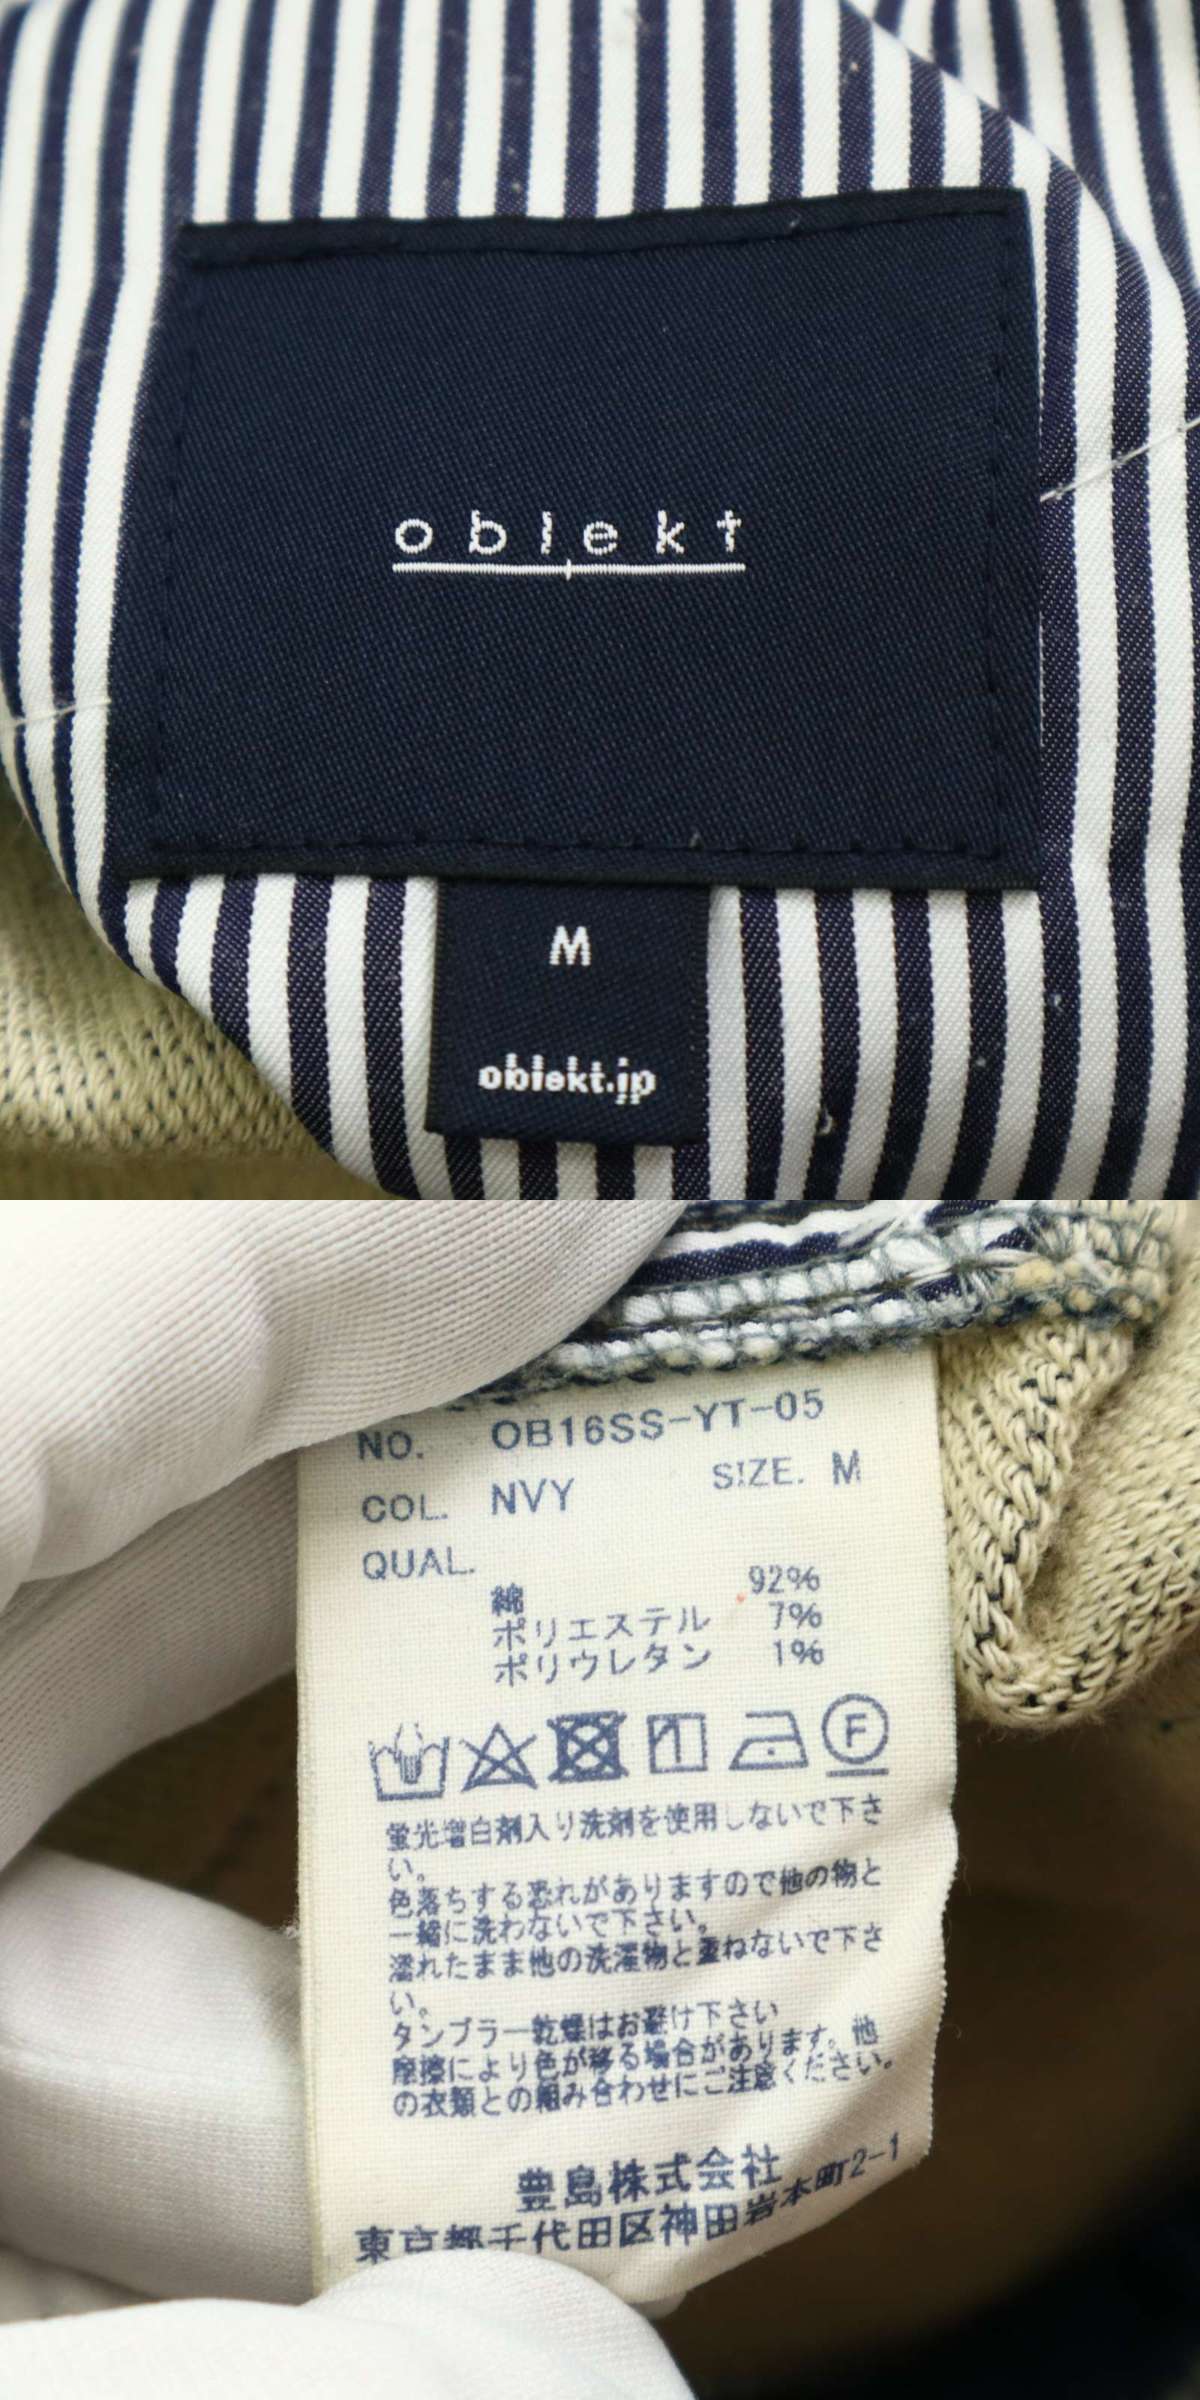 objekt
M
objekt.jp
NO. OB16SS-YT-05
COL. NVY SIZE. M
QUAL.
綿 92%
ポリエステル 7%
ポリウレタン 1%
F
蛍光増白剤入り洗剤を使用しないで下さ
い。
色落ちする恐れがありますので他の物と
一緒に洗わないで下さい。
濡れたまま他の洗濯物と重ねないで下さ
い。
タンブラー乾燥はお避け下さい
摩擦により色が移る場合があります。他
の衣類との組み合わせにご注意ください。
豊島株式会社
東京都千代田区神田岩本町2-1